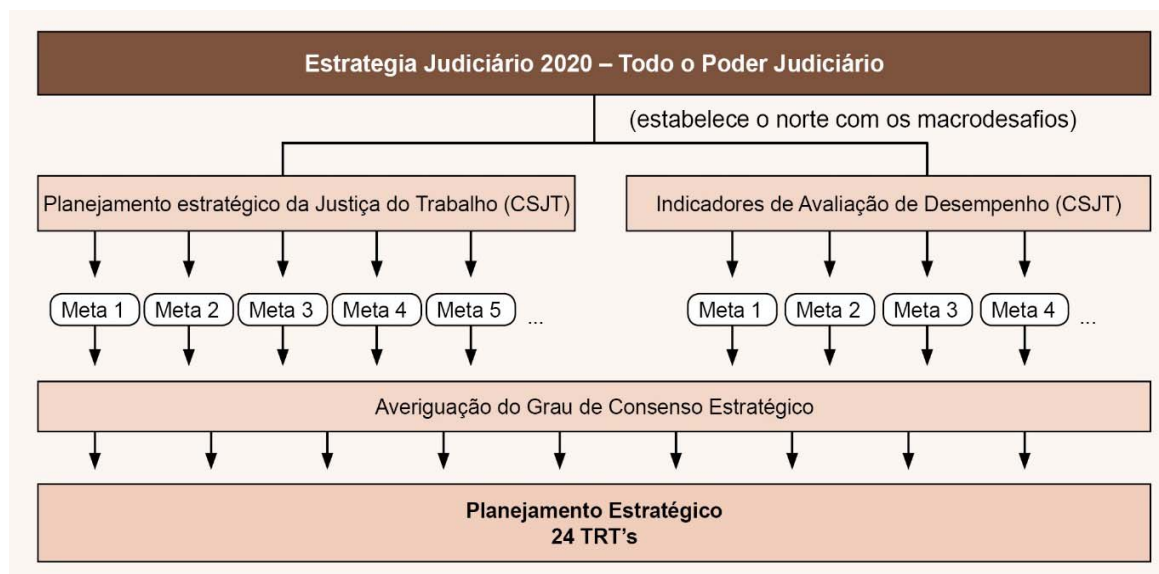 Estrategia Judiciário 2020 – Todo o Poder Judiciário
(estabelece o norte com os macrodesafios)
Planejamento estratégico da Justiça do Trabalho (CSJT)
Indicadores de Avaliação de Desempenho (CSJT)
Meta 1 Meta 2 Meta 3 Meta 4 Meta 5 ...
Meta 1 Meta 2 Meta 3 Meta 4 ...
Averiguação do Grau de Consenso Estratégico
Planejamento Estratégico
24 TRT's